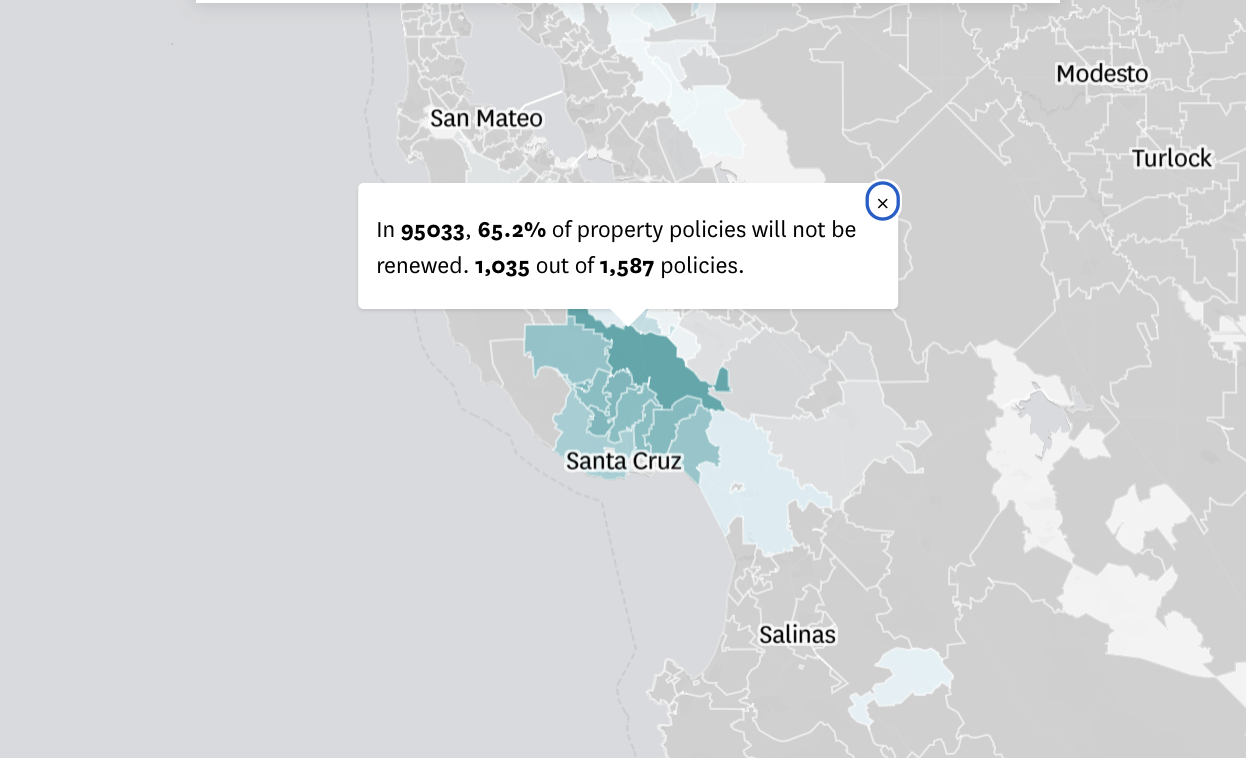 Modesto
San Mateo
Turlock
×
In 95033, 65.2% of property policies will not be
renewed. 1,035 out of 1,587 policies.
Santa Cruz
Salinas